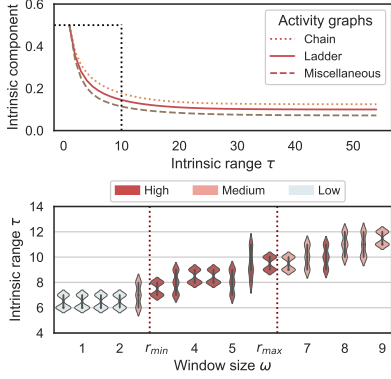 Intrinsic component
0.6
0.4
0.2
0.0
Activity graphs
Chain
Ladder
Miscellaneous
0 10 20 30 40 50
Intrinsic range τ
High Medium Low
Intrinsic range τ
14
12
10
8
6
4
1 2 r_min 4 5 r_max 7 8 9
Window size ω